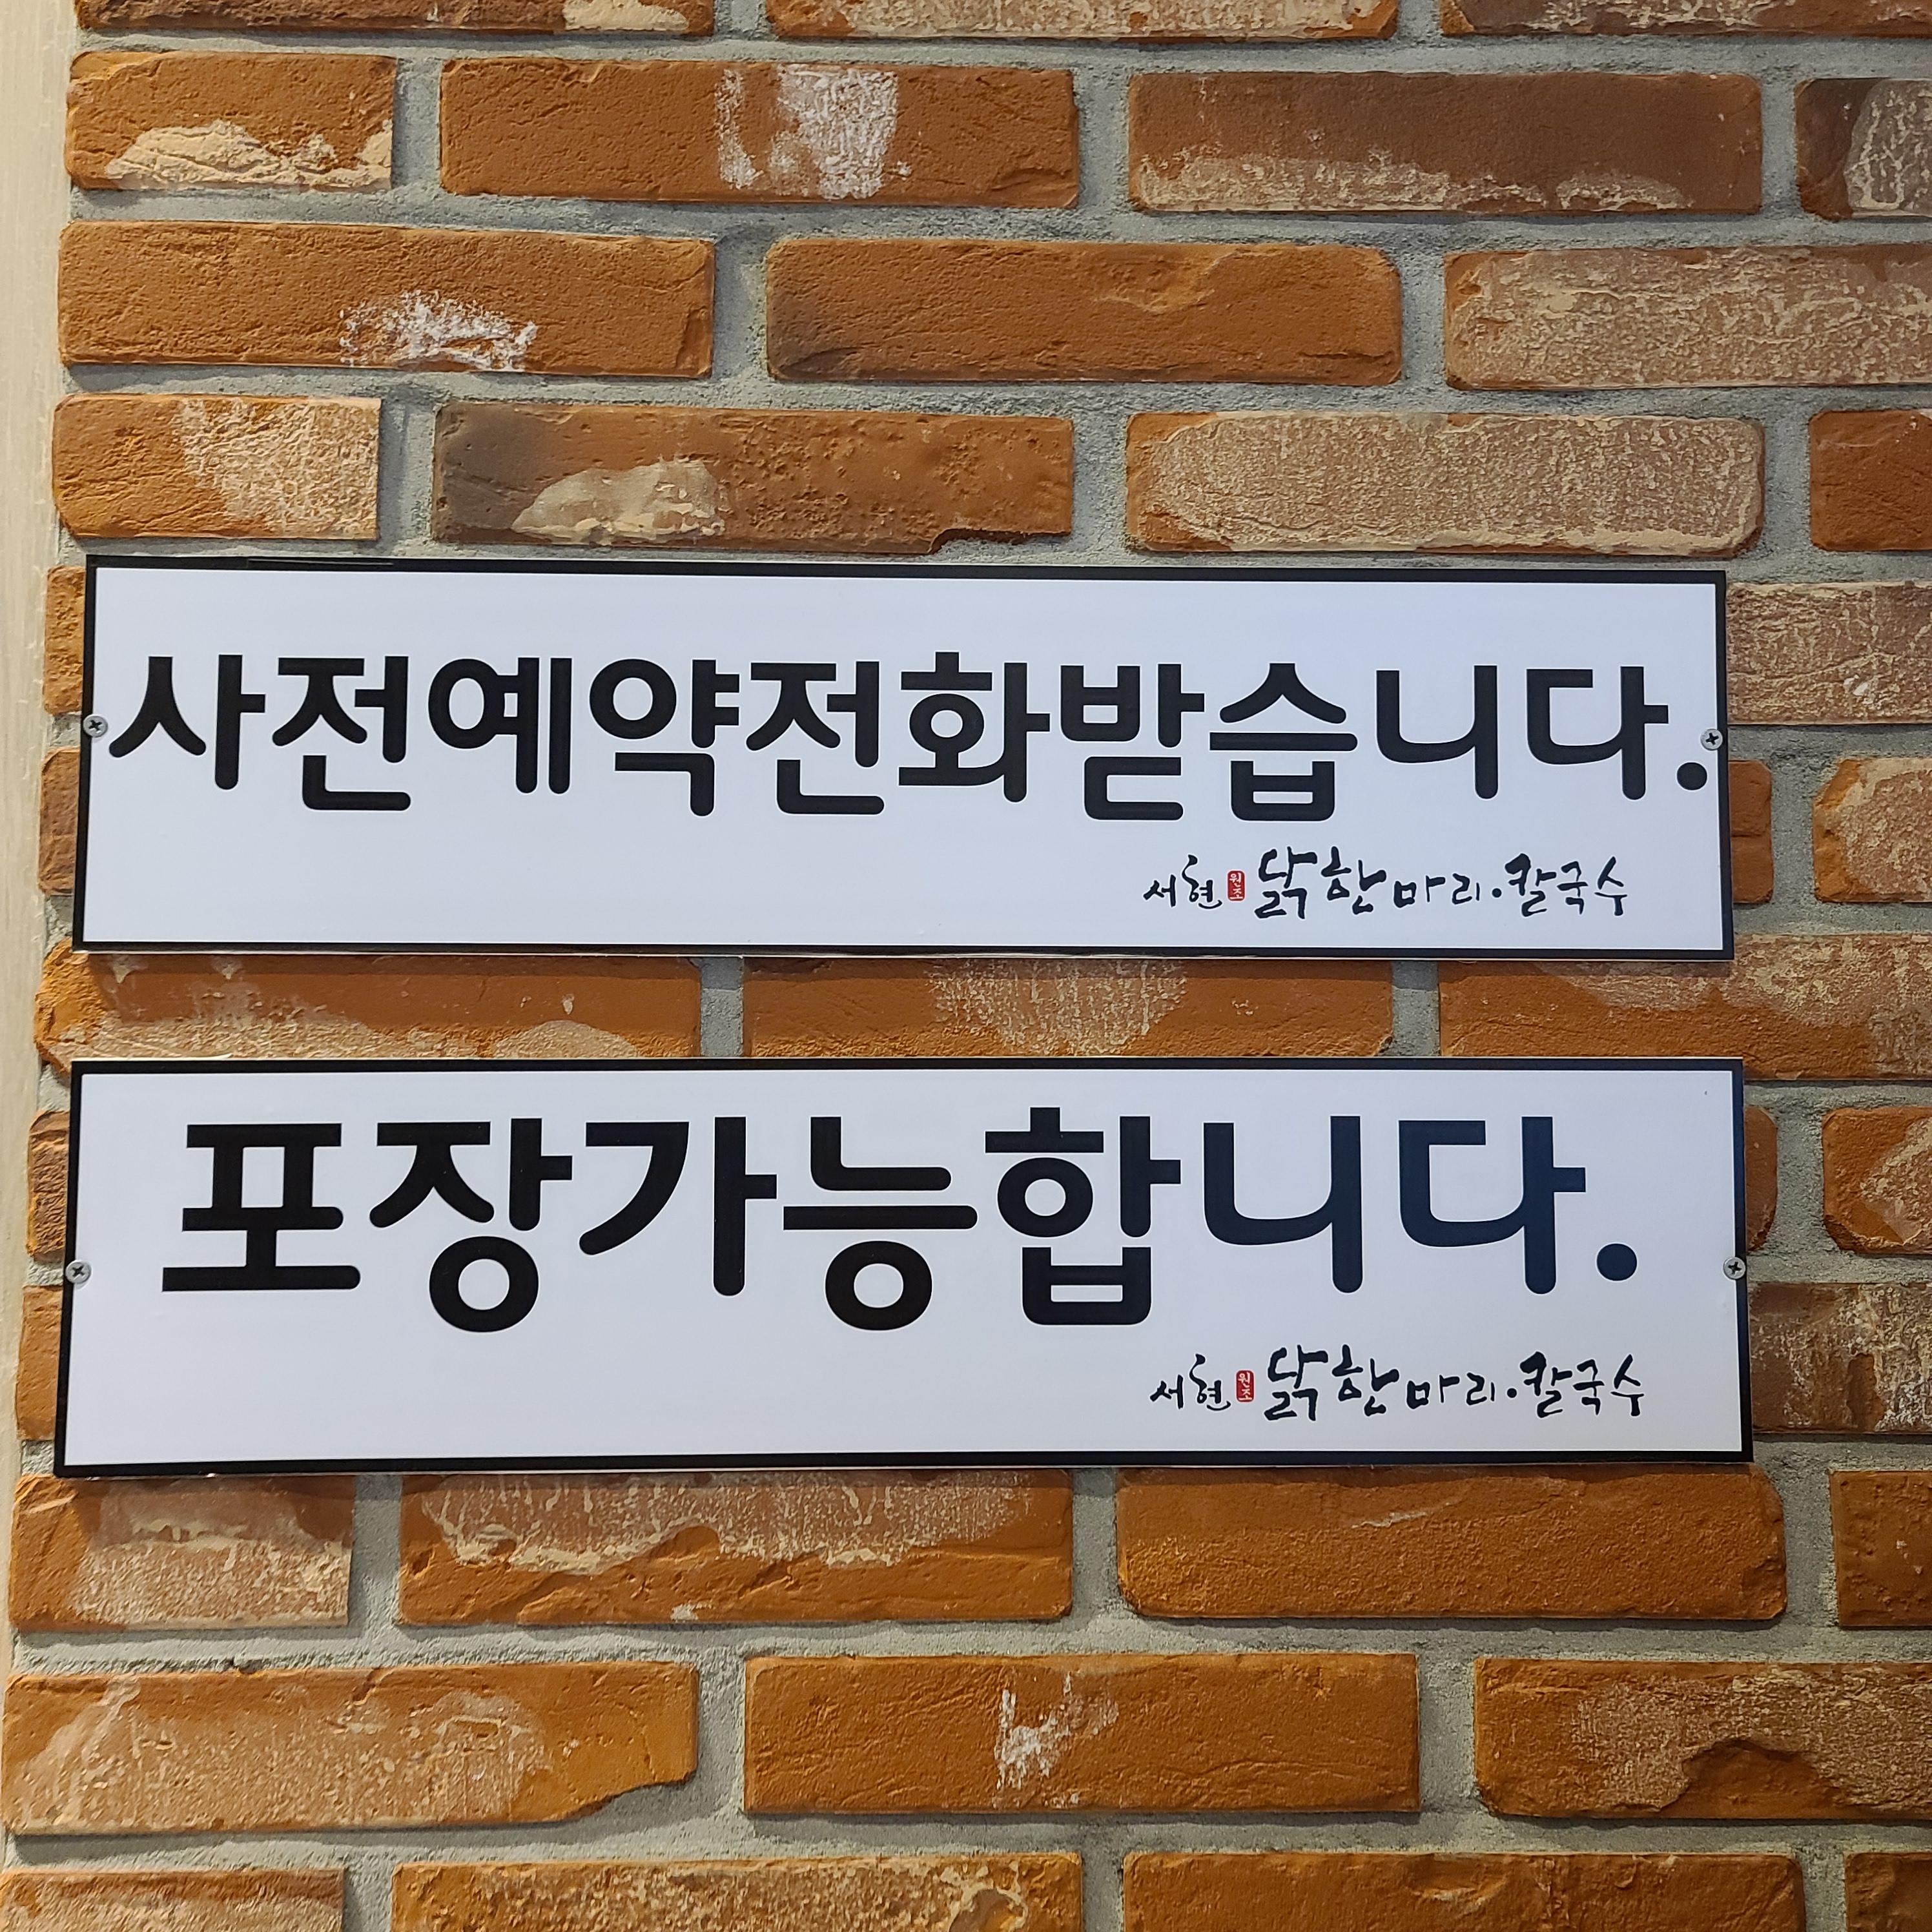 사전예약전화받습니다.
서현 원조 닭한마리·칼국수
포장가능합니다.
서현 원조 닭한마리·칼국수